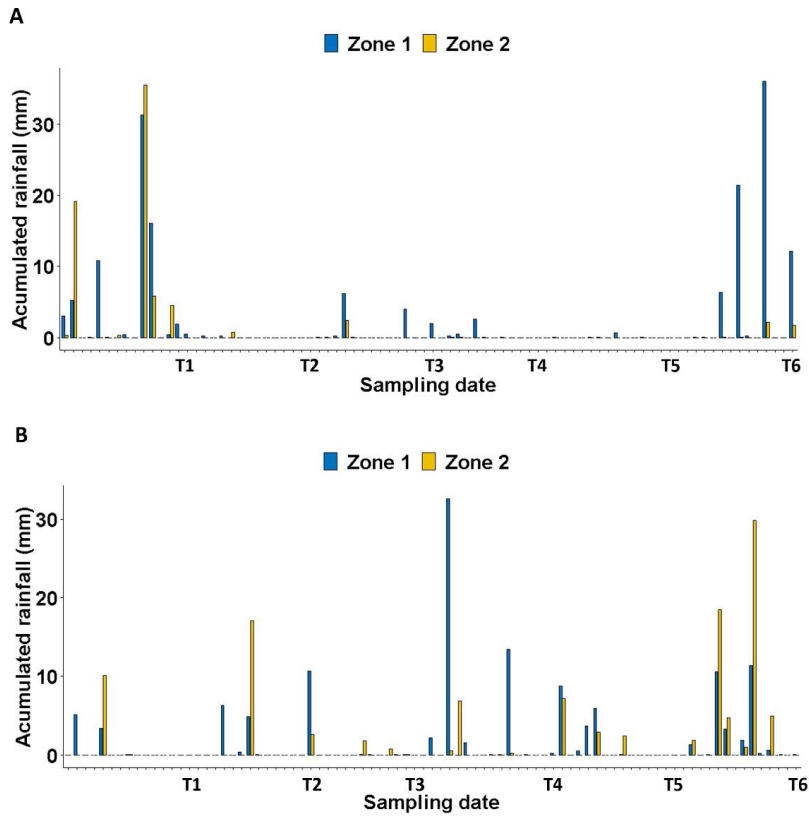 A
Zone 1 Zone 2
Acumulated rainfall (mm)
30
20
10
0
T1 T2 T3 T4 T5 T6
Sampling date
B
Zone 1 Zone 2
Acumulated rainfall (mm)
30
20
10
0
T1 T2 T3 T4 T5 T6
Sampling date